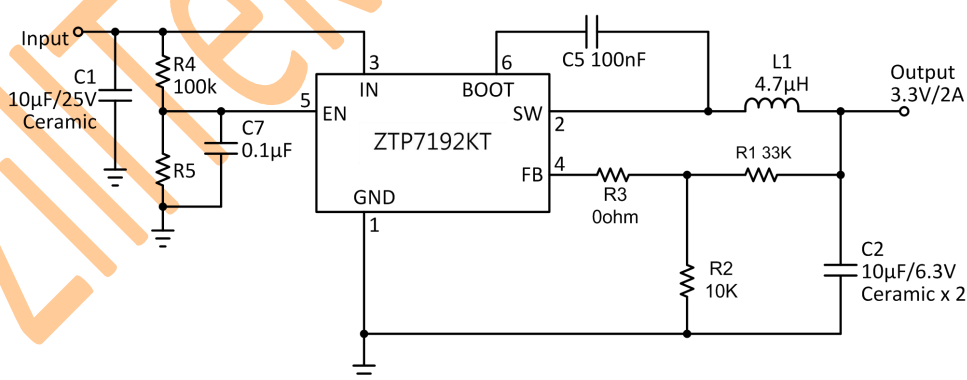 Input
C1
10μF/25V
Ceramic
R4
100k
R5
C7
0.1μF
5
3
IN
EN
BOOT
6
SW
2
ZTP7192KT
FB
4
GND
1
C5 100nF
L1
4.7μH
Output
3.3V/2A
R1 33K
R3
0ohm
R2
10K
C2
10μF/6.3V
Ceramic x 2